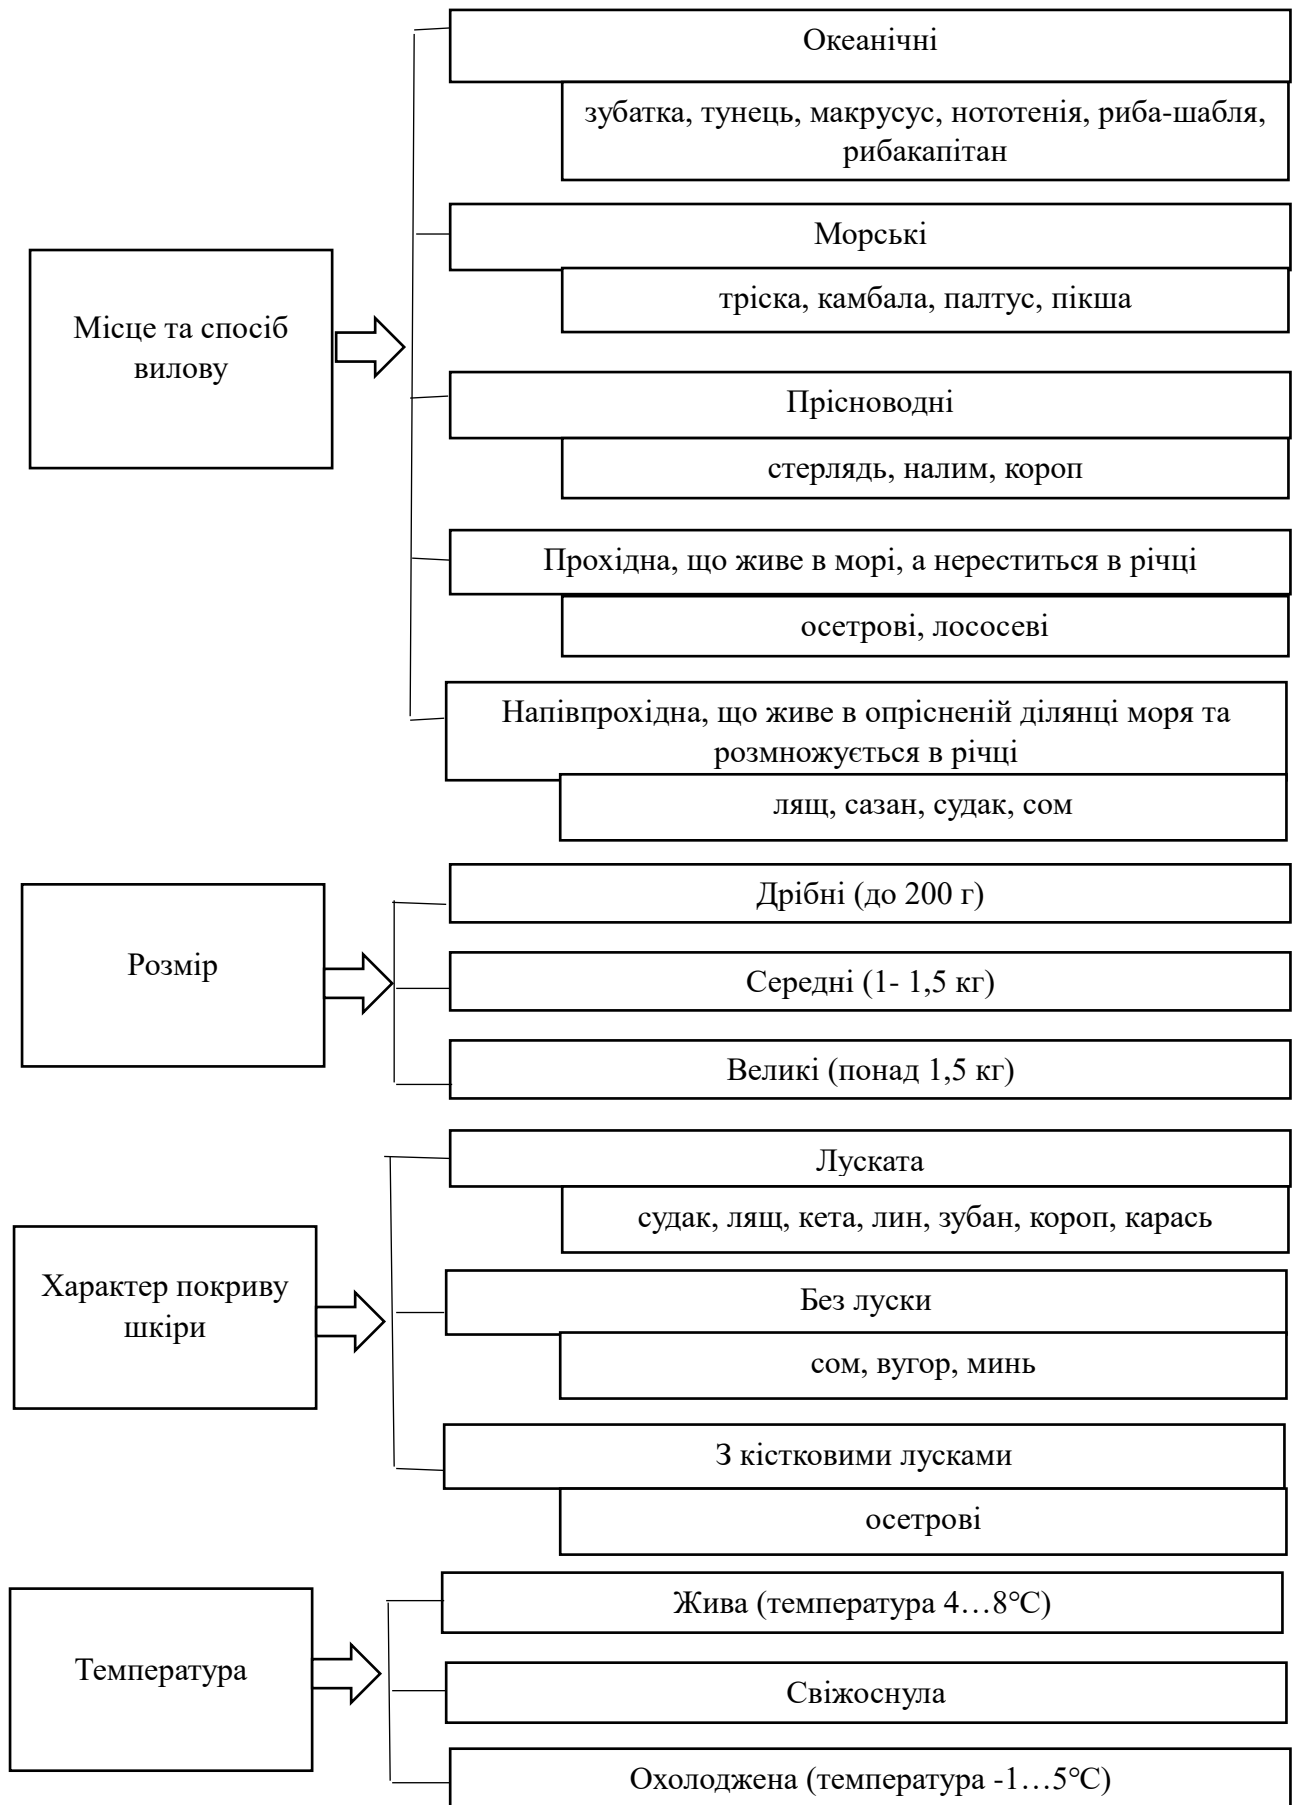 Місце та спосіб
вилову
Океанічні
зубатка, тунець, макрусус, нототенія, риба-шабля,
рибакапітан
Морські
тріска, камбала, палтус, пікша
Прісноводні
стерлядь, налим, короп
Прохідна, що живе в морі, а нереститься в річці
осетрові, лососеві
Напівпрохідна, що живе в опрісненій ділянці моря та
розмножується в річці
лящ, сазан, судак, сом
Розмір
Дрібні (до 200 г)
Середні (1- 1,5 кг)
Великі (понад 1,5 кг)
Характер покриву
шкіри
Луската
судак, лящ, кета, лин, зубан, короп, карась
Без луски
сом, вугор, минь
З кістковими лусками
осетрові
Температура
Жива (температура 4…8°С)
Свіжоснула
Охолоджена (температура -1…5°С)